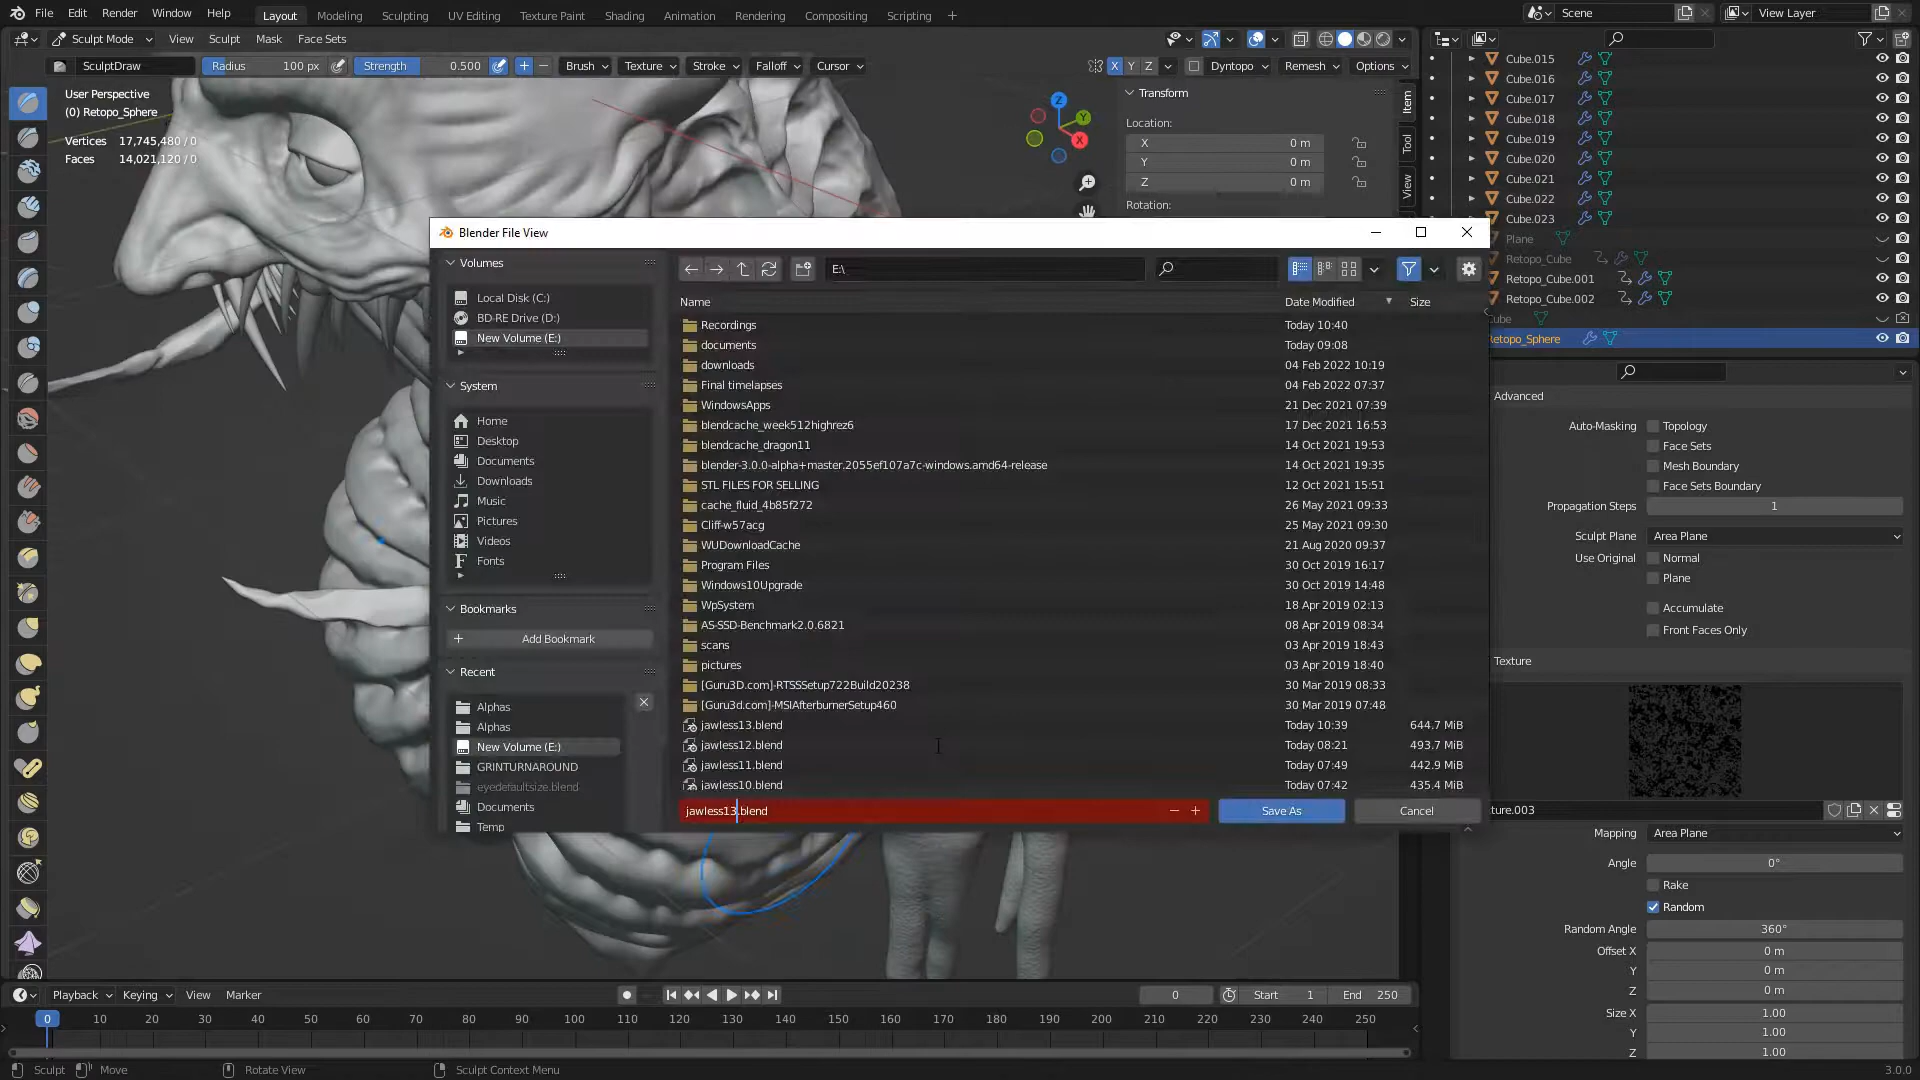 File Edit Render Window Help Layout Modeling Sculpting UV Editing Texture Paint Shading Animation Rendering Compositing Scripting + Scene View Layer
Sculpt Mode View Sculpt Mask Face Sets
SculptDraw Radius 100 px Strength 0.500 + − Brush Texture Stroke Falloff Cursor X Y Z Dyntopo Remesh Options
User Perspective
(0) Retopo_Sphere
Vertices 17,745,480 / 0
Faces 14,021,120 / 0
Z
Y
X
Transform
Location:
X 0 m
Y 0 m
Z 0 m
Rotation:
Item
Tool
View
Cube.015
Cube.016
Cube.017
Cube.018
Cube.019
Cube.020
Cube.021
Cube.022
Cube.023
Plane
Retopo_Cube
Retopo_Cube.001
Retopo_Cube.002
Cube
Retopo_Sphere
Blender File View
Volumes
Local Disk (C:)
BD-RE Drive (D:)
New Volume (E:)
System
Home
Desktop
Documents
Downloads
Music
Pictures
Videos
Fonts
Bookmarks
+ Add Bookmark
Recent
Alphas
Alphas
New Volume (E:)
GRINTURNAROUND
eyedefaultsize.blend
Documents
Temp
E:\
Name Date Modified Size
Recordings Today 10:40
documents Today 09:08
downloads 04 Feb 2022 10:19
Final timelapses 04 Feb 2022 07:37
WindowsApps 21 Dec 2021 07:39
blendcache_week512highrez6 17 Dec 2021 16:53
blendcache_dragon11 14 Oct 2021 19:53
blender-3.0.0-alpha+master.2055ef107a7c-windows.amd64-release 14 Oct 2021 19:35
STL FILES FOR SELLING 12 Oct 2021 15:51
cache_fluid_4b85f272 26 May 2021 09:33
Cliff-w57acg 25 May 2021 09:30
WUDownloadCache 21 Aug 2020 09:37
Program Files 30 Oct 2019 16:17
Windows10Upgrade 30 Oct 2019 14:48
WpSystem 18 Apr 2019 02:13
AS-SSD-Benchmark2.0.6821 08 Apr 2019 08:34
scans 03 Apr 2019 18:43
pictures 03 Apr 2019 18:40
[Guru3D.com]-RTSSSetup722Build20238 30 Mar 2019 08:33
[Guru3d.com]-MSIAfterburnerSetup460 30 Mar 2019 07:48
jawless13.blend Today 10:39 644.7 MiB
jawless12.blend Today 08:21 493.7 MiB
jawless11.blend Today 07:49 442.9 MiB
jawless10.blend Today 07:42 435.4 MiB
jawless13.blend − + Save As Cancel
Advanced
Auto-Masking Topology
Face Sets
Mesh Boundary
Face Sets Boundary
Propagation Steps 1
Sculpt Plane Area Plane
Use Original Normal
Plane
Accumulate
Front Faces Only
Texture
ture.003
Mapping Area Plane
Angle 0°
Rake
Random
Random Angle 360°
Offset X 0 m
Y 0 m
Z 0 m
Size X 1.00
Y 1.00
Z 1.00
Playback Keying View Marker 0 Start 1 End 250
0 10 20 30 40 50 60 70 80 90 100 110 120 130 140 150 160 170 180 190 200 210 220 230 240 250
Sculpt Move Rotate View Sculpt Context Menu 3.0.0